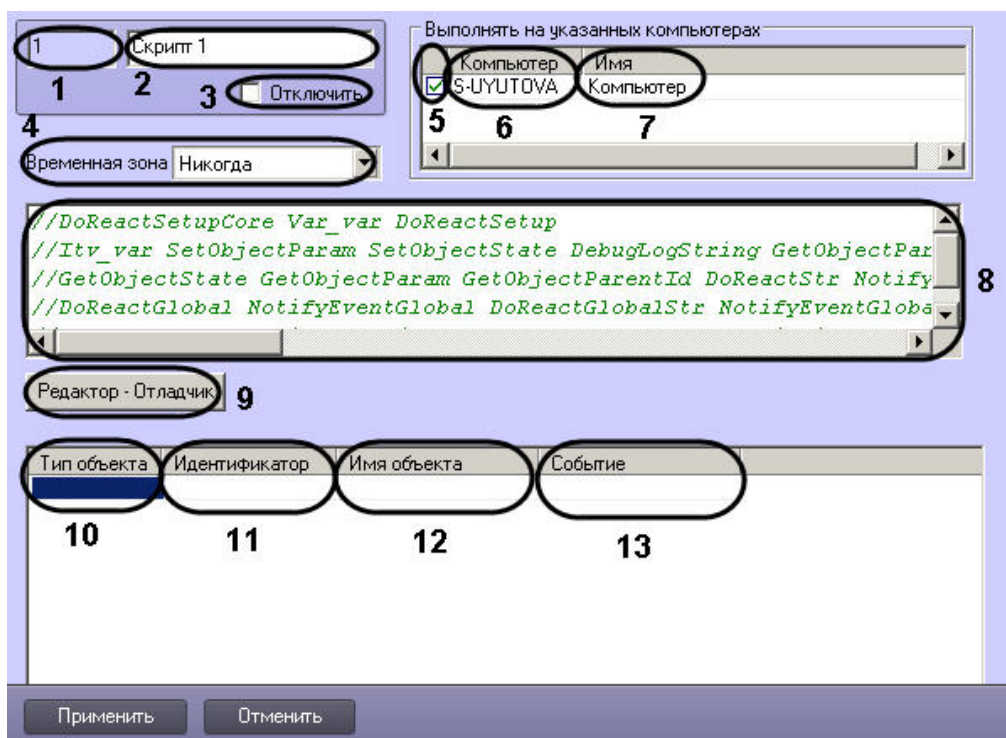 1 Скрипт 1
1 2 3 Отключить
Выполнять на указанных компьютерах
Компьютер Имя
S-UYUTOVA Компьютер
5 6 7
4
Временная зона Никогда
//DoReactSetupCore Var_var DoReactSetup
//Itv_var SetObjectParam SetObjectState DebugLogString GetObjectPar
//GetObjectState GetObjectParam GetObjectParentId DoReactStr Notify
//DoReactGlobal NotifyEventGlobal DoReactGlobalStr NotifyEventGloba
8
Редактор - Отладчик 9
Тип объекта Идентификатор Имя объекта Событие
10 11 12 13
Применить Отменить